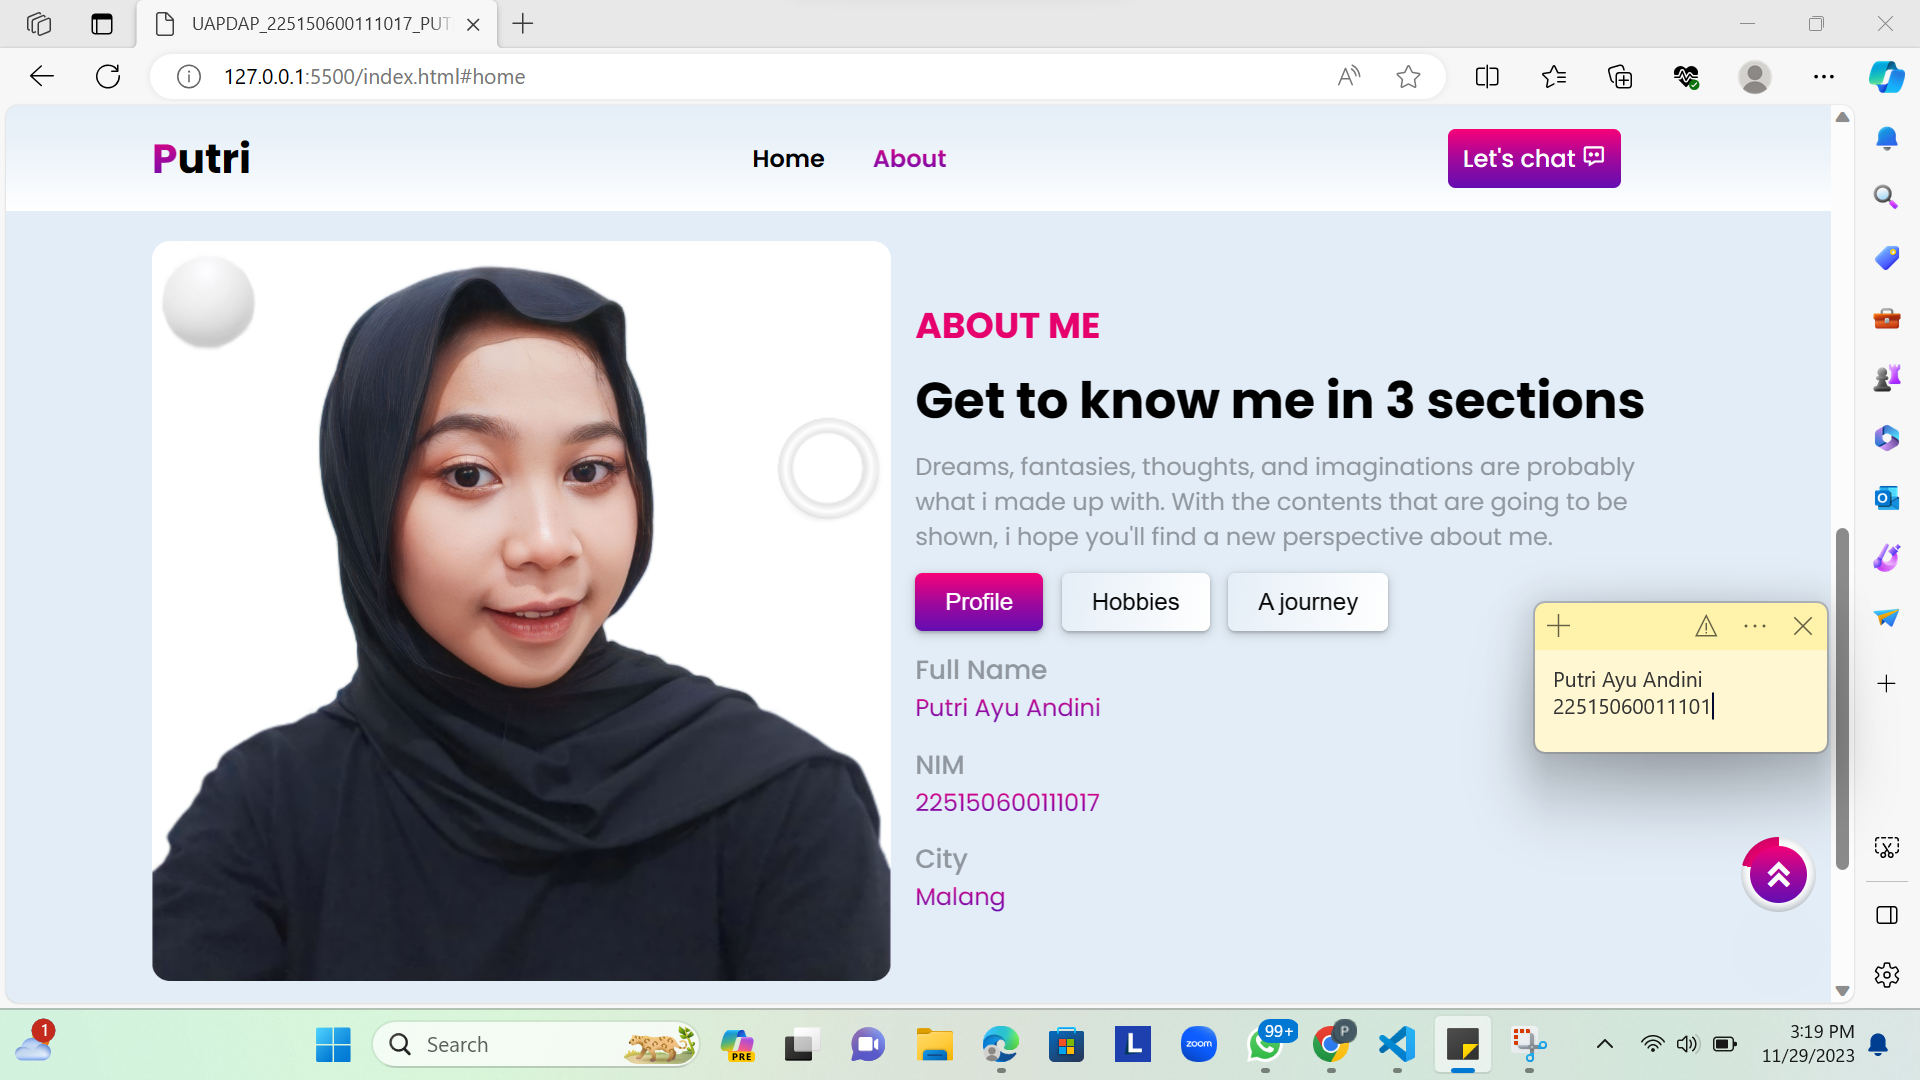 UAPDAP_225150600111017_PUT
127.0.0.1:5500/index.html#home
Putri
Home
About
Let's chat
ABOUT ME
Get to know me in 3 sections
Dreams, fantasies, thoughts, and imaginations are probably
what i made up with. With the contents that are going to be
shown, i hope you'll find a new perspective about me.
Profile
Hobbies
A journey
Full Name
Putri Ayu Andini
NIM
225150600111017
City
Malang
Putri Ayu Andini
22515060011101
1
Search
PRE
L
zoom
99+
P
3:19 PM
11/29/2023